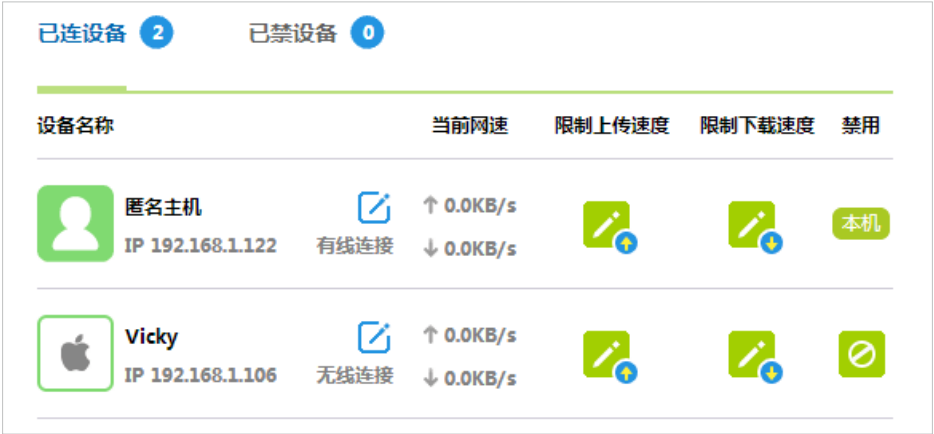 已连设备 2 已禁设备 0
设备名称 当前网速 限制上传速度 限制下载速度 禁用
匿名主机 ↑ 0.0KB/s 本机
IP 192.168.1.122 有线连接 ↓ 0.0KB/s
Vicky ↑ 0.0KB/s
IP 192.168.1.106 无线连接 ↓ 0.0KB/s